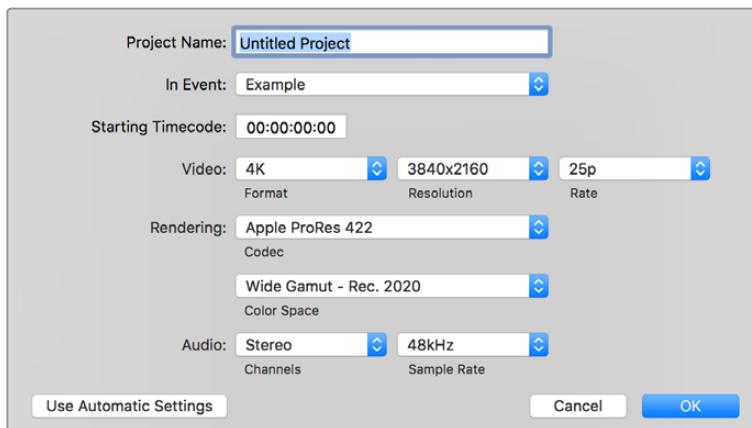 Project Name: Untitled Project
In Event: Example
Starting Timecode: 00:00:00:00
Video: 4K 3840x2160 25p
Format Resolution Rate
Rendering: Apple ProRes 422
Codec
Wide Gamut - Rec. 2020
Color Space
Audio: Stereo 48kHz
Channels Sample Rate
Use Automatic Settings Cancel OK